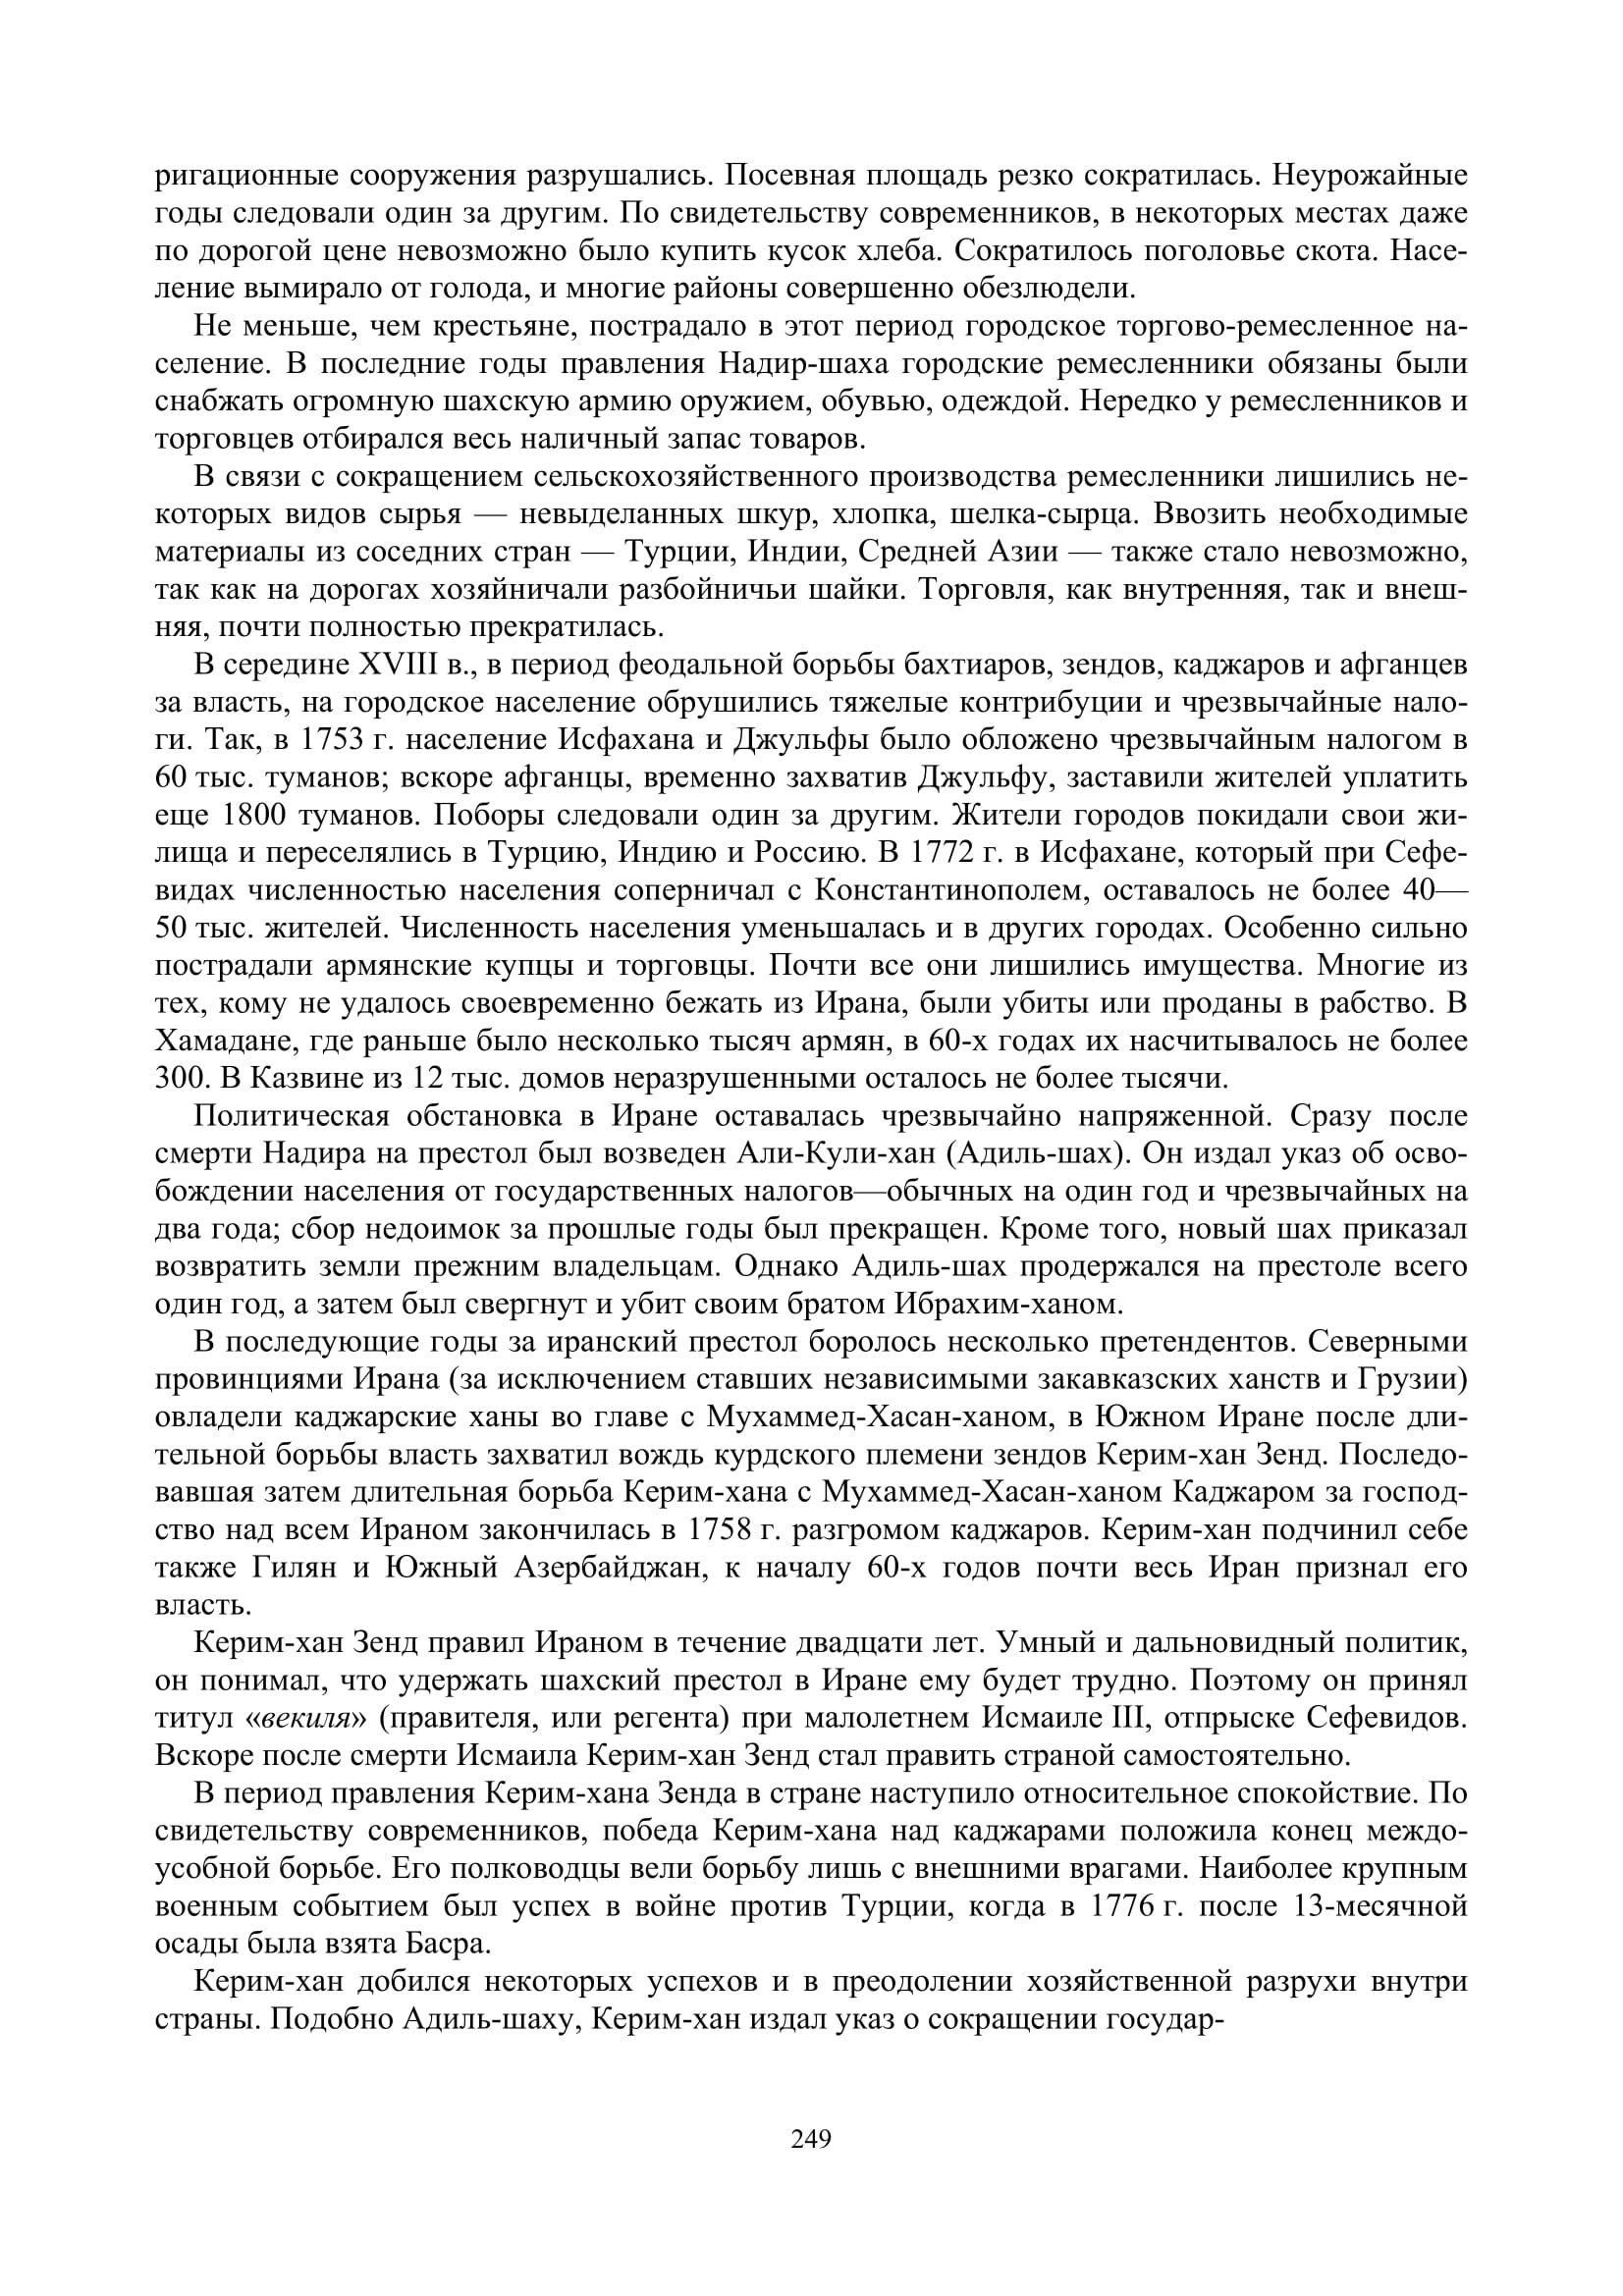 ригационные сооружения разрушались. Посевная площадь резко сократилась. Неурожайные
годы следовали один за другим. По свидетельству современников, в некоторых местах даже
по дорогой цене невозможно было купить кусок хлеба. Сократилось поголовье скота. Насе-
ление вымирало от голода, и многие районы совершенно обезлюдели.
Не меньше, чем крестьяне, пострадало в этот период городское торгово-ремесленное на-
селение. В последние годы правления Надир-шаха городские ремесленники обязаны были
снабжать огромную шахскую армию оружием, обувью, одеждой. Нередко у ремесленников и
торговцев отбирался весь наличный запас товаров.
В связи с сокращением сельскохозяйственного производства ремесленники лишились не-
которых видов сырья — невыделанных шкур, хлопка, шелка-сырца. Ввозить необходимые
материалы из соседних стран — Турции, Индии, Средней Азии — также стало невозможно,
так как на дорогах хозяйничали разбойничьи шайки. Торговля, как внутренняя, так и внеш-
няя, почти полностью прекратилась.
В середине XVIII в., в период феодальной борьбы бахтиаров, зендов, каджаров и афганцев
за власть, на городское население обрушились тяжелые контрибуции и чрезвычайные нало-
ги. Так, в 1753 г. население Исфахана и Джульфы было обложено чрезвычайным налогом в
60 тыс. туманов; вскоре афганцы, временно захватив Джульфу, заставили жителей уплатить
еще 1800 туманов. Поборы следовали один за другим. Жители городов покидали свои жи-
лища и переселялись в Турцию, Индию и Россию. В 1772 г. в Исфахане, который при Сефе-
видах численностью населения соперничал с Константинополем, оставалось не более 40—
50 тыс. жителей. Численность населения уменьшалась и в других городах. Особенно сильно
пострадали армянские купцы и торговцы. Почти все они лишились имущества. Многие из
тех, кому не удалось своевременно бежать из Ирана, были убиты или проданы в рабство. В
Хамадане, где раньше было несколько тысяч армян, в 60-х годах их насчитывалось не более
300. В Казвине из 12 тыс. домов неразрушенными осталось не более тысячи.
Политическая обстановка в Иране оставалась чрезвычайно напряженной. Сразу после
смерти Надира на престол был возведен Али-Кули-хан (Адиль-шах). Он издал указ об осво-
бождении населения от государственных налогов—обычных на один год и чрезвычайных на
два года; сбор недоимок за прошлые годы был прекращен. Кроме того, новый шах приказал
возвратить земли прежним владельцам. Однако Адиль-шах продержался на престоле всего
один год, а затем был свергнут и убит своим братом Ибрахим-ханом.
В последующие годы за иранский престол боролось несколько претендентов. Северными
провинциями Ирана (за исключением ставших независимыми закавказских ханств и Грузии)
овладели каджарские ханы во главе с Мухаммед-Хасан-ханом, в Южном Иране после дли-
тельной борьбы власть захватил вождь курдского племени зендов Керим-хан Зенд. Последо-
вавшая затем длительная борьба Керим-хана с Мухаммед-Хасан-ханом Каджаром за господ-
ство над всем Ираном закончилась в 1758 г. разгромом каджаров. Керим-хан подчинил себе
также Гилян и Южный Азербайджан, к началу 60-х годов почти весь Иран признал его
власть.
Керим-хан Зенд правил Ираном в течение двадцати лет. Умный и дальновидный политик,
он понимал, что удержать шахский престол в Иране ему будет трудно. Поэтому он принял
титул «векиля» (правителя, или регента) при малолетнем Исмаиле III, отпрыске Сефевидов.
Вскоре после смерти Исмаила Керим-хан Зенд стал править страной самостоятельно.
В период правления Керим-хана Зенда в стране наступило относительное спокойствие. По
свидетельству современников, победа Керим-хана над каджарами положила конец междо-
усобной борьбе. Его полководцы вели борьбу лишь с внешними врагами. Наиболее крупным
военным событием был успех в войне против Турции, когда в 1776 г. после 13-месячной
осады была взята Басра.
Керим-хан добился некоторых успехов и в преодолении хозяйственной разрухи внутри
страны. Подобно Адиль-шаху, Керим-хан издал указ о сокращении государ-
249